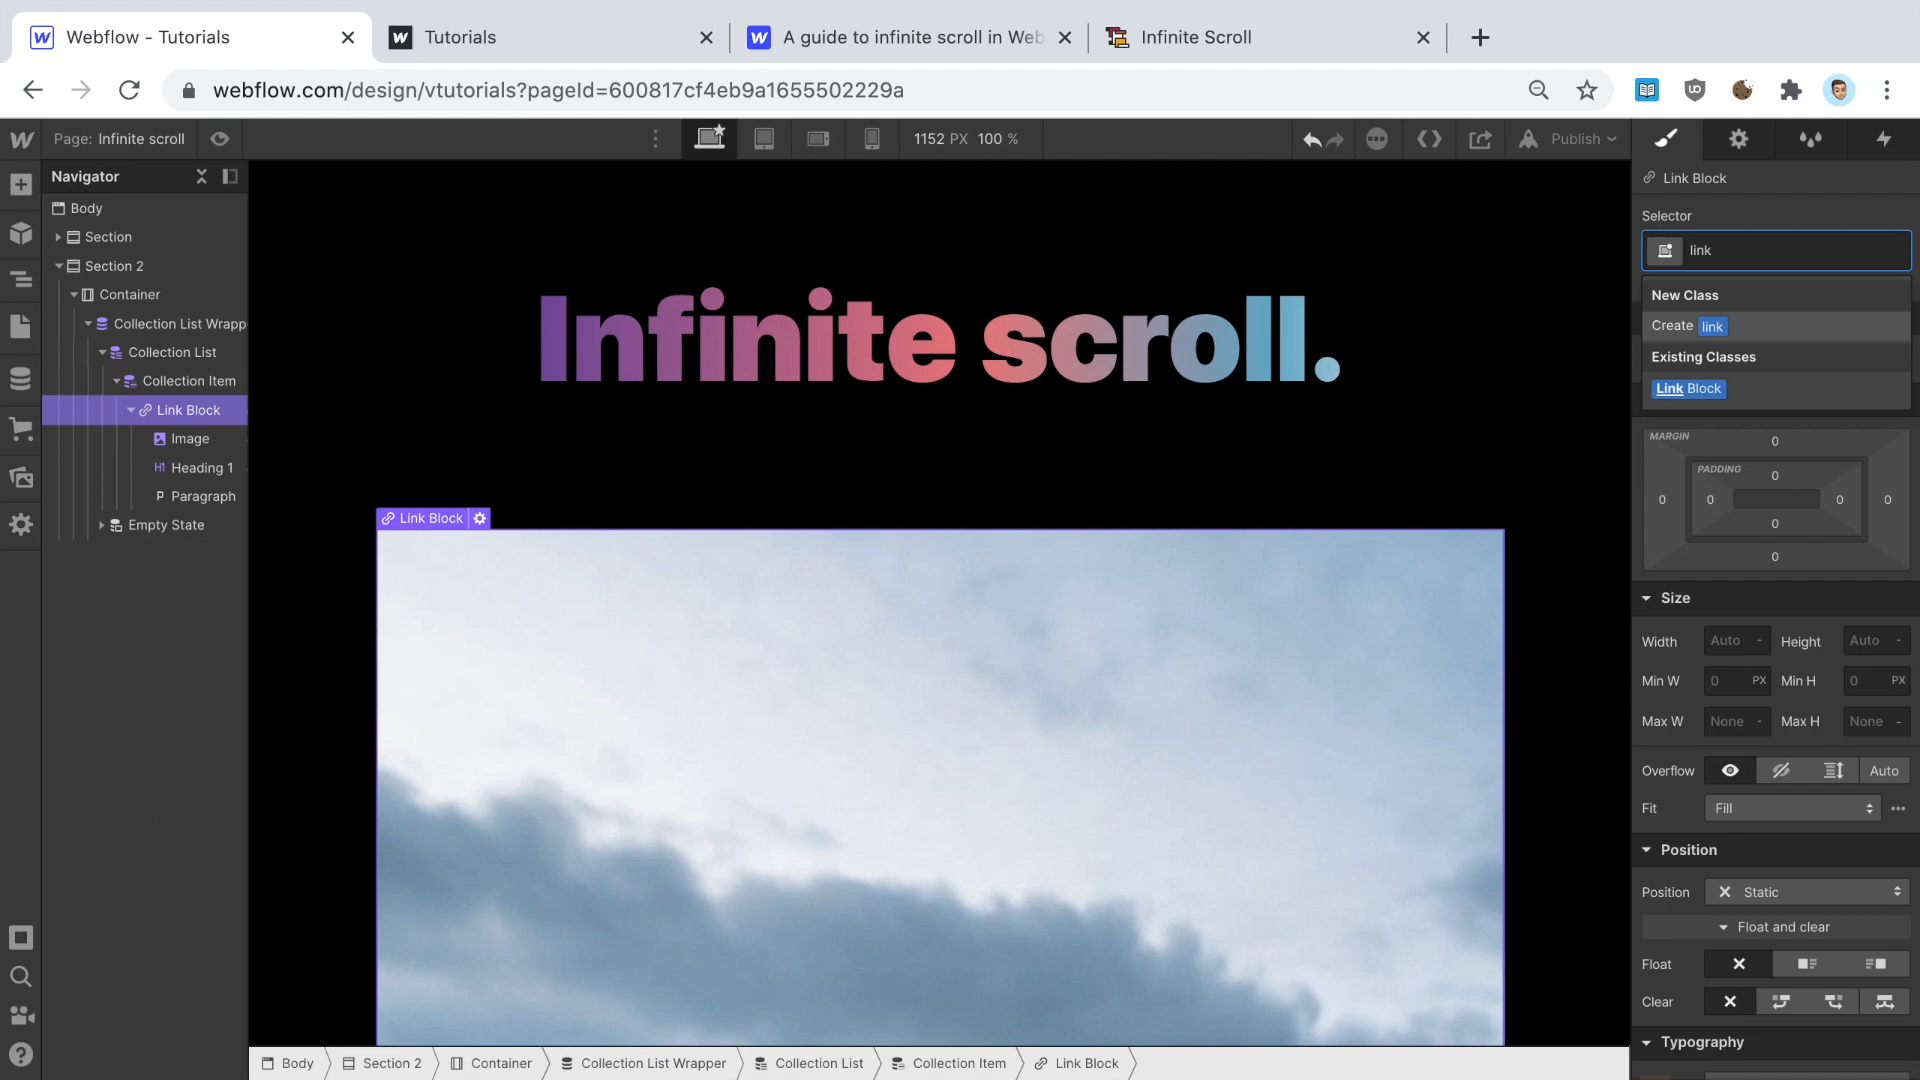 Webflow - Tutorials
Tutorials
A guide to infinite scroll in Web
Infinite Scroll
webflow.com/design/vtutorials?pageId=600817cf4eb9a1655502229a
Page: Infinite scroll
1152 PX 100 %
Publish
Navigator
Body
Section
Section 2
Container
Collection List Wrapp
Collection List
Collection Item
Link Block
Image
H1 Heading 1
P Paragraph
Empty State
Infinite scroll.
Link Block
Link Block
Selector
link
New Class
Create link
Existing Classes
Link Block
MARGIN
0
PADDING
0
0 0 0 0
0
0
Size
Width Auto - Height Auto -
Min W 0 PX Min H 0 PX
Max W None - Max H None -
Overflow Auto
Fit Fill
Position
Position Static
Float and clear
Float
Clear
Typography
Body Section 2 Container Collection List Wrapper Collection List Collection Item Link Block